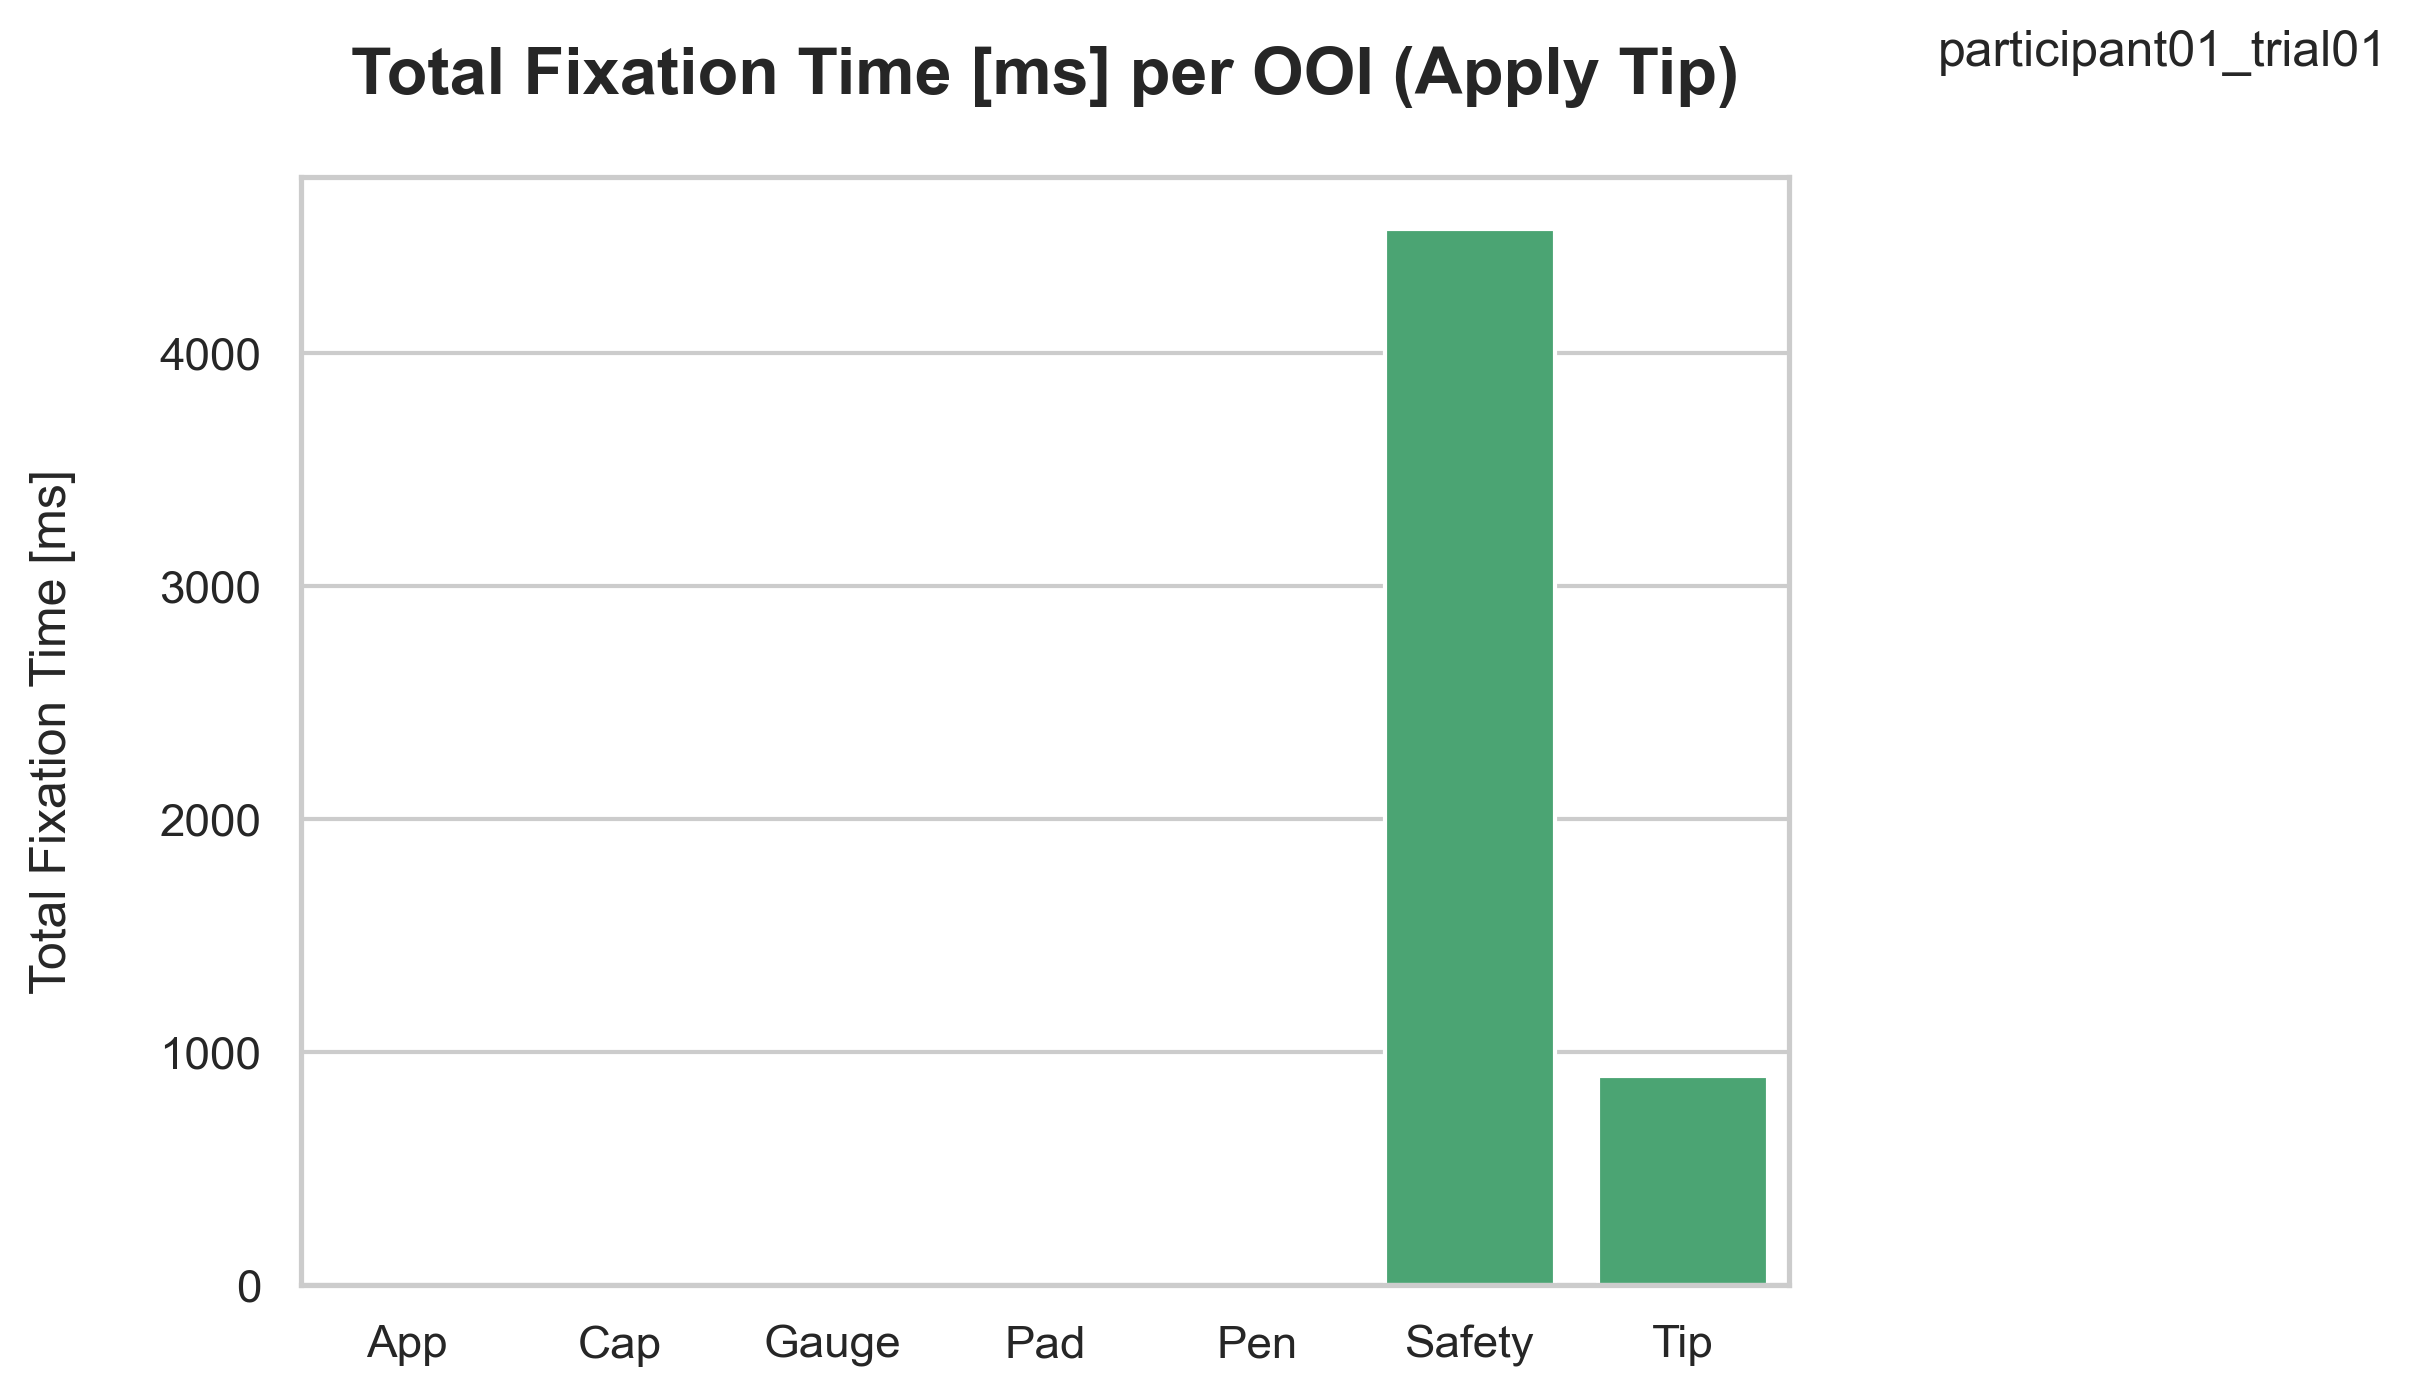 Total Fixation Time [ms] per OOI (Apply Tip)
participant01_trial01
Total Fixation Time [ms]
4000
3000
2000
1000
0
App Cap Gauge Pad Pen Safety Tip